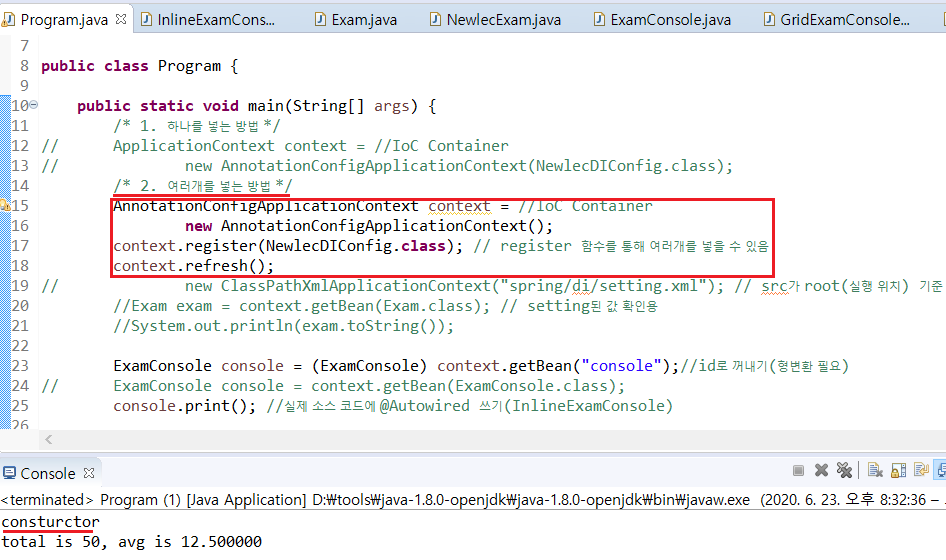 Program.java InlineExamCons... Exam.java NewlecExam.java ExamConsole.java GridExamConsole...
7
8 public class Program {
9
10 public static void main(String[] args) {
11 /* 1. 하나를 넣는 방법 */
12 // ApplicationContext context = //IoC Container
13 // new AnnotationConfigApplicationContext(NewlecDIConfig.class);
14 /* 2. 여러개를 넣는 방법 */
15 AnnotationConfigApplicationContext context = //IoC Container
16 new AnnotationConfigApplicationContext();
17 context.register(NewlecDIConfig.class); // register 함수를 통해 여러개를 넣을 수 있음
18 context.refresh();
19 // new ClassPathXmlApplicationContext("spring/di/setting.xml"); // src가 root(실행 위치) 기준
20 //Exam exam = context.getBean(Exam.class); // setting된 값 확인용
21 //System.out.println(exam.toString());
22
23 ExamConsole console = (ExamConsole) context.getBean("console");//id로 꺼내기(형변환 필요)
24 // ExamConsole console = context.getBean(ExamConsole.class);
25 console.print(); //실제 소스 코드에 @Autowired 쓰기(InlineExamConsole)
26
Console
<terminated> Program (1) [Java Application] D:₩tools₩java-1.8.0-openjdk₩java-1.8.0-openjdk₩bin₩javaw.exe (2020. 6. 23. 오후 8:32:36 –
consturctor
total is 50, avg is 12.500000